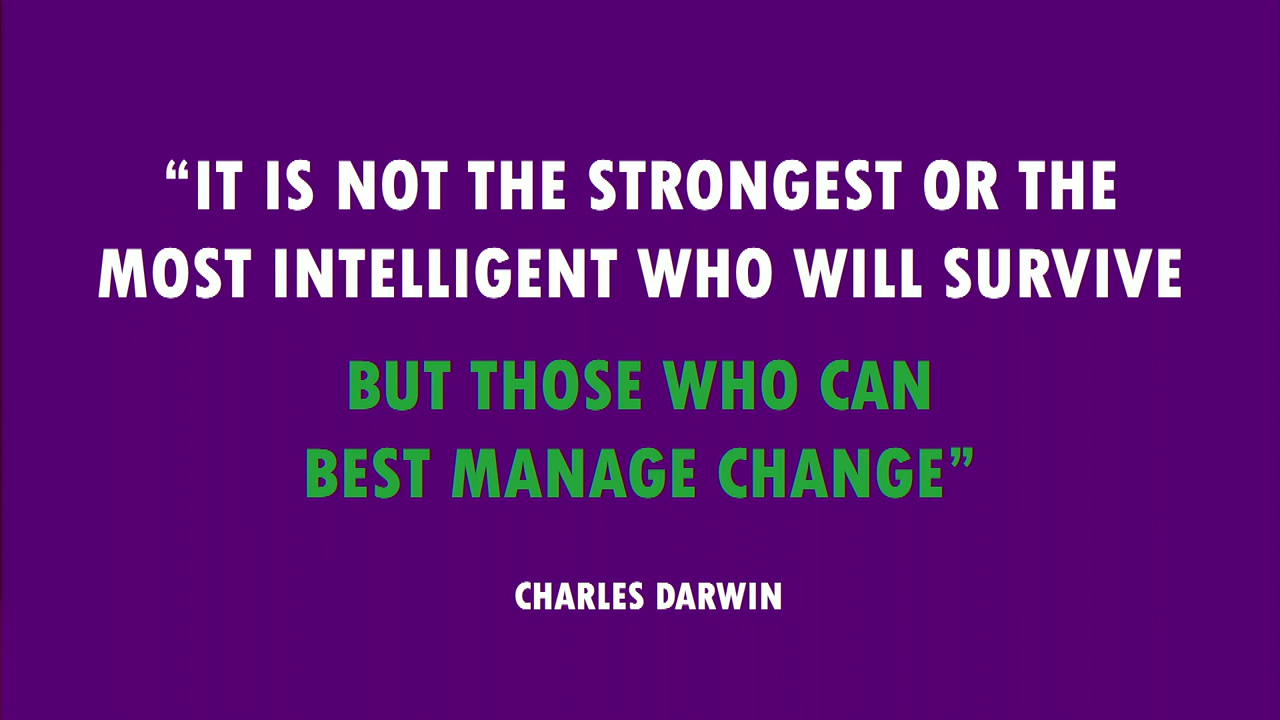 “IT IS NOT THE STRONGEST OR THE
MOST INTELLIGENT WHO WILL SURVIVE
BUT THOSE WHO CAN
BEST MANAGE CHANGE”
CHARLES DARWIN